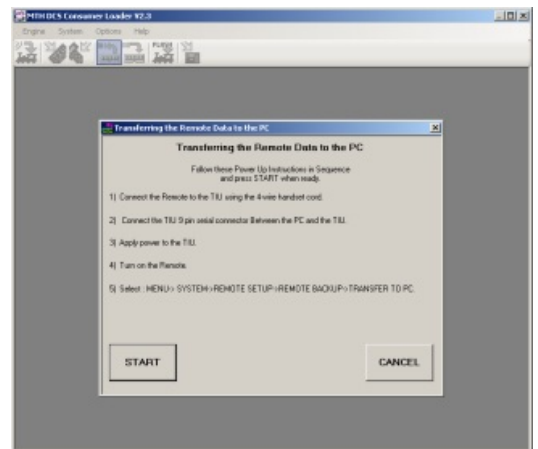 MTH DCS Consumer Loader V2.3
Engine System Options Help
Transferring the Remote Data to the PC
Transferring the Remote Data to the PC
Follow these Power Up Instructions in Sequence
and press START when ready.
1) Connect the Remote to the TIU using the 4-wire handset cord.
2) Connect the TIU 9 pin serial connector Between the PC and the TIU.
3) Apply power to the TIU.
4) Turn on the Remote.
5) Select : MENU> SYSTEM>REMOTE SETUP>REMOTE BACKUP>TRANSFER TO PC.
START CANCEL